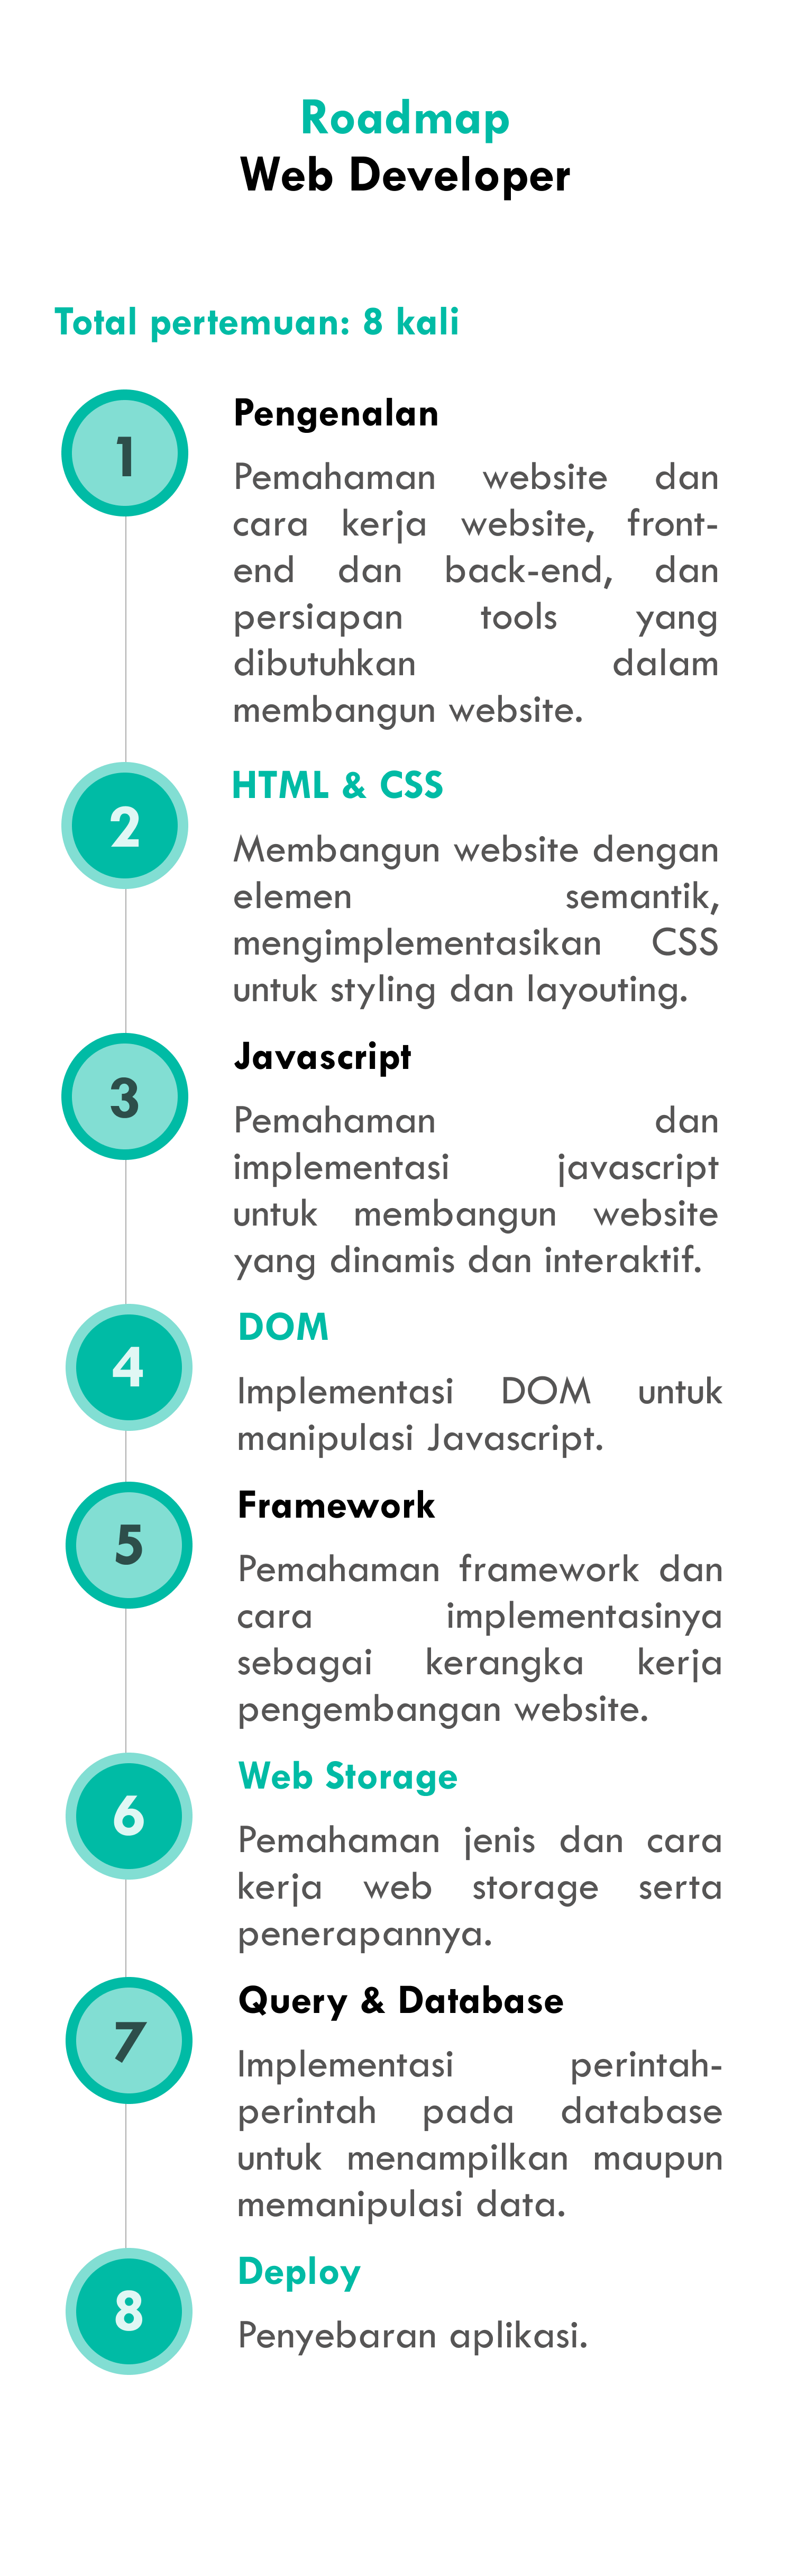 Roadmap
Web Developer
Total pertemuan: 8 kali
1
Pengenalan
Pemahaman website dan
cara kerja website, front-
end dan back-end, dan
persiapan tools yang
dibutuhkan dalam
membangun website.
2
HTML & CSS
Membangun website dengan
elemen semantik,
mengimplementasikan CSS
untuk styling dan layouting.
3
Javascript
Pemahaman dan
implementasi javascript
untuk membangun website
yang dinamis dan interaktif.
4
DOM
Implementasi DOM untuk
manipulasi Javascript.
5
Framework
Pemahaman framework dan
cara implementasinya
sebagai kerangka kerja
pengembangan website.
6
Web Storage
Pemahaman jenis dan cara
kerja web storage serta
penerapannya.
7
Query & Database
Implementasi perintah-
perintah pada database
untuk menampilkan maupun
memanipulasi data.
8
Deploy
Penyebaran aplikasi.